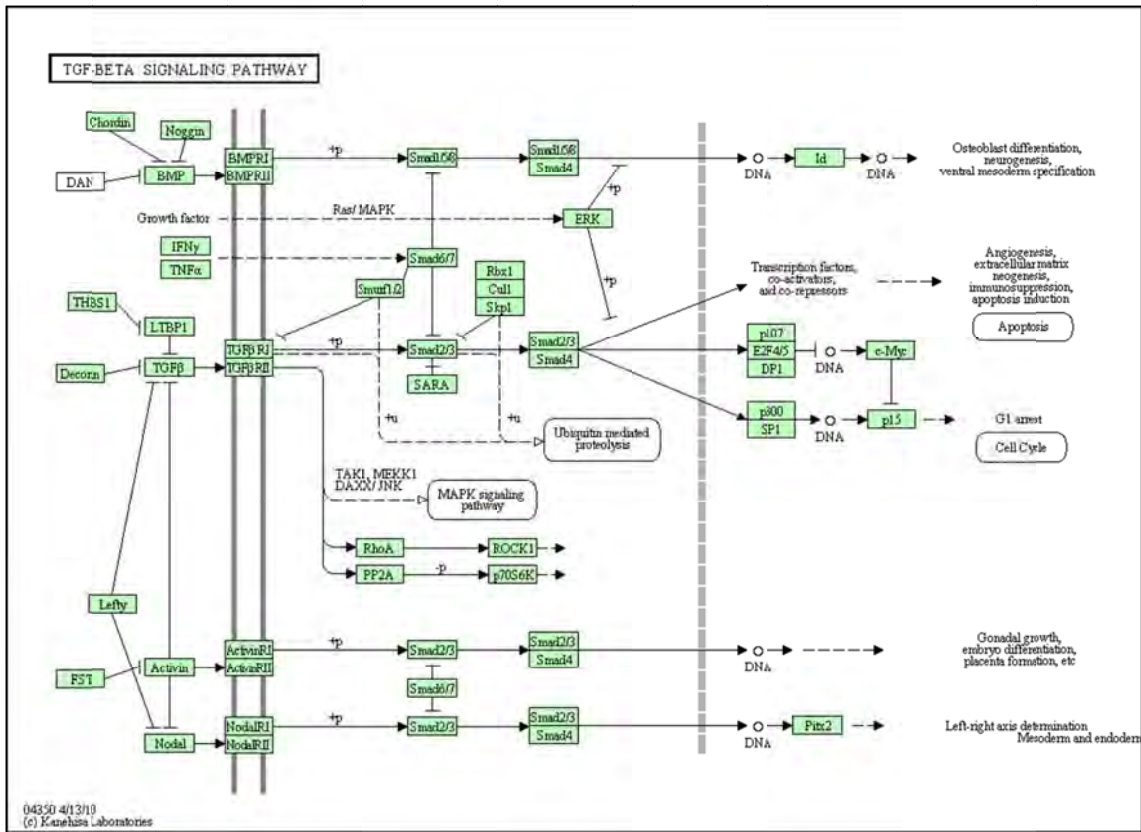 TGF-BETA SIGNALING PATHWAY
Chordin
Noggin
DAN
BMP
BMPRI
BMPRII
+p
Smad1/5/8
Smad1/5/8
Smad4
DNA
Id
DNA
Osteoblast differentiation,
neurogenesis,
ventral mesoderm specification
Growth factor
Ras/MAPK
ERK
+p
+p
IFNγ
TNFα
Smad6/7
Rbx1
Cul1
Skp1
Smurf1/2
Transcription factors,
co-activators,
and co-repressors
Angiogenesis,
extracellular matrix
neogenesis,
immunosuppression,
apoptosis induction
Apoptosis
THBS1
LTBP1
Decorin
TGFβ
TGFβRI
TGFβRII
+p
Smad2/3
SARA
Smad2/3
Smad4
p107
E2F4/5
DP1
DNA
c-Myc
p300
SP1
DNA
p15
G1 arrest
Cell Cycle
+u
+u
Ubiquitin mediated
proteolysis
TAK1, MEKK1
DAXX/JNK
MAPK signaling
pathway
RhoA
ROCK1
PP2A
-p
p70S6K
Lefty
FST
Activin
ActivinRI
ActivinRII
+p
Smad2/3
Smad2/3
Smad4
DNA
Gonadal growth,
embryo differentiation,
placenta formation, etc
Smad6/7
Nodal
NodalRI
NodalRII
+p
Smad2/3
Smad2/3
Smad4
DNA
Pitx2
Left-right axis determination
Mesoderm and endoderm
04350 4/13/10
(c) Kanehisa Laboratories